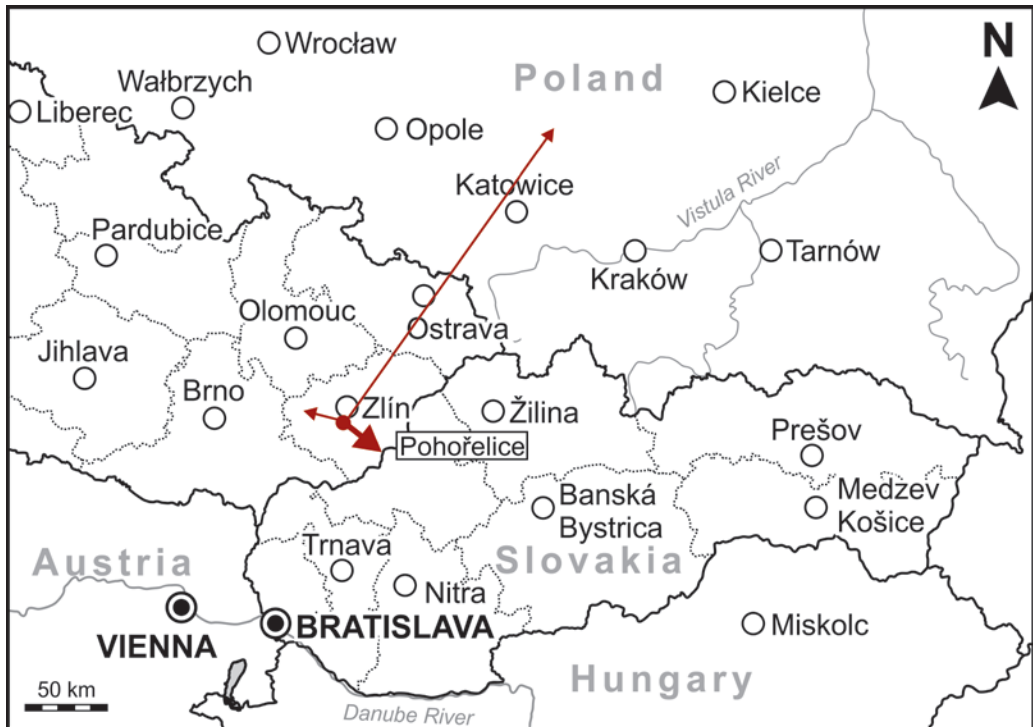 Wrocław
N
Poland
Wałbrzych
Kielce
Liberec
Opole
Katowice
Vistula River
Pardubice
Kraków
Tarnów
Olomouc
Ostrava
Jihlava
Brno
Zlín
Žilina
Pohořelice
Prešov
Banská
Bystrica
Medzev
Košice
Austria
Trnava
Slovakia
Nitra
VIENNA
BRATISLAVA
Miskolc
Hungary
50 km
Danube River